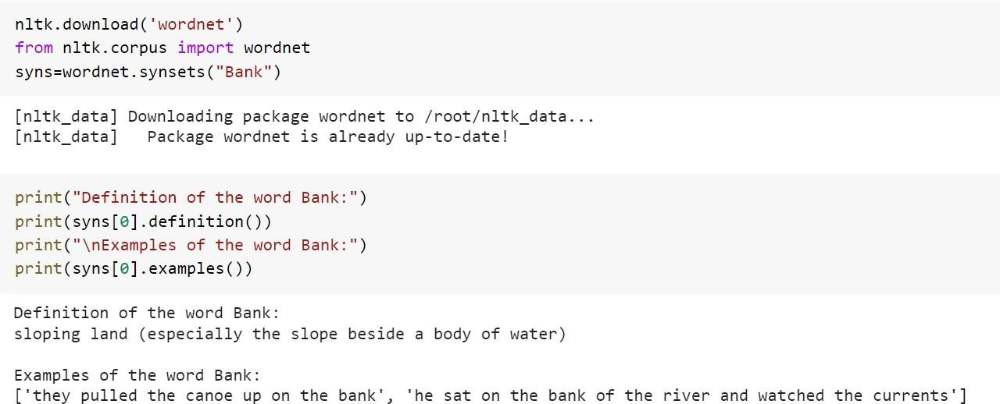 nltk.download('wordnet')
from nltk.corpus import wordnet
syns=wordnet.synsets("Bank")
[nltk_data] Downloading package wordnet to /root/nltk_data...
[nltk_data]   Package wordnet is already up-to-date!
print("Definition of the word Bank:")
print(syns[0].definition())
print("\nExamples of the word Bank:")
print(syns[0].examples())
Definition of the word Bank:
sloping land (especially the slope beside a body of water)
Examples of the word Bank:
['they pulled the canoe up on the bank', 'he sat on the bank of the river and watched the currents']